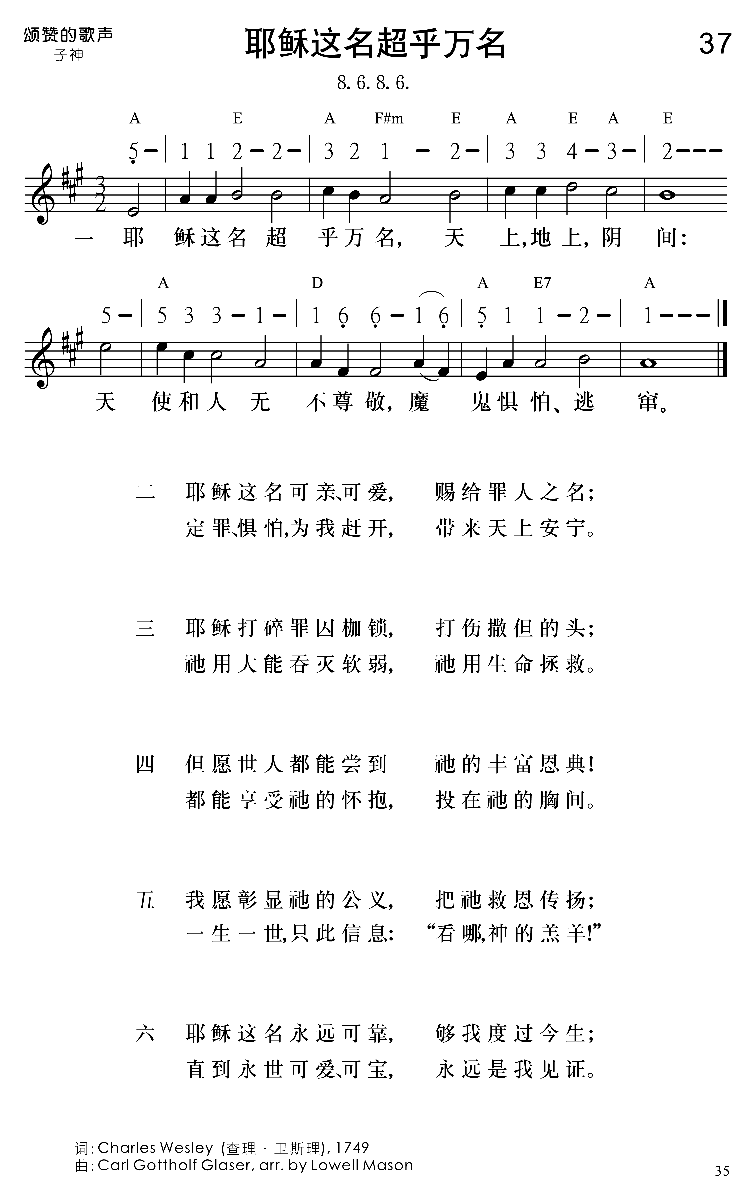 颂赞的歌声
子神
耶稣这名超乎万名
37
8. 6. 8. 6.
A E A F#m E A E A E
5̣– | 1 1 2–2– | 3 2 1 – 2– | 3 3 4–3– | 2–––
3
2
一 耶 稣这名 超 乎万名, 天 上,地上,阴 间:
A D A E7 A
5– | 5 3 3–1– | 1 6̣ 6̣–1 6̣ | 5̣ 1 1–2– | 1–––
天 使和人 无 不尊敬,魔 鬼惧怕、逃 窜。
二 耶稣这名可亲、可爱, 赐给罪人之名;
定罪、惧怕,为我赶开, 带来天上安宁。
三 耶稣打碎罪囚枷锁, 打伤撒但的头;
祂用大能吞灭软弱, 祂用生命拯救。
四 但愿世人都能尝到 祂的丰富恩典!
都能享受祂的怀抱, 投在祂的胸间。
五 我愿彰显祂的公义, 把祂救恩传扬;
一生一世,只此信息: “看哪,神的羔羊!”
六 耶稣这名永远可靠, 够我度过今生;
直到永世可爱、可宝, 永远是我见证。
词: Charles Wesley (查理 · 卫斯理), 1749
曲: Carl Gotthold Glaser, arr. by Lowell Mason
35